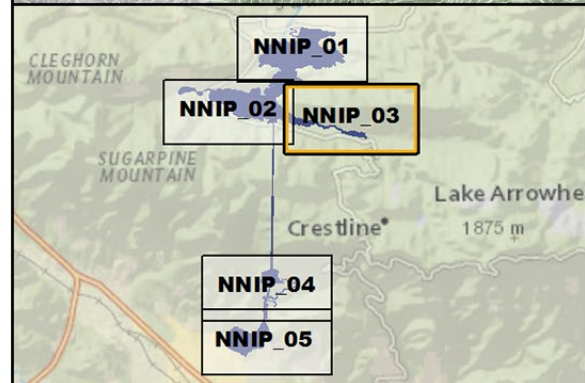 NNIP_01
CLEGHORN
MOUNTAIN
NNIP_02
NNIP_03
SUGARPINE
MOUNTAIN
Lake Arrowhe
Crestline
1875 m
NNIP_04
NNIP_05